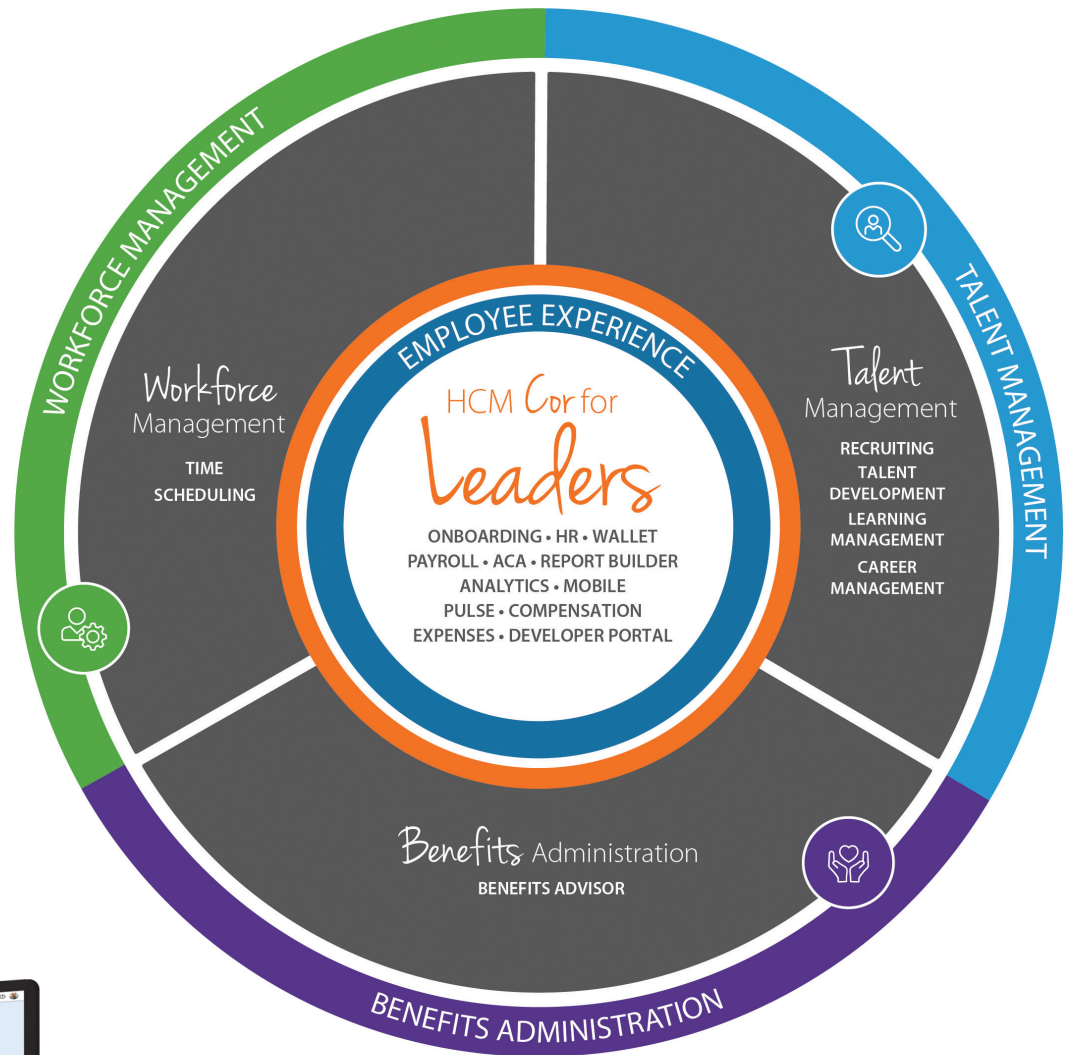 WORKFORCE MANAGEMENT
TALENT MANAGEMENT
BENEFITS ADMINISTRATION
EMPLOYEE EXPERIENCE
HCM Cor for
Leaders
ONBOARDING • HR • WALLET
PAYROLL • ACA • REPORT BUILDER
ANALYTICS • MOBILE
PULSE • COMPENSATION
EXPENSES • DEVELOPER PORTAL
Workforce
Management
TIME
SCHEDULING
Talent
Management
RECRUITING
TALENT
DEVELOPMENT
LEARNING
MANAGEMENT
CAREER
MANAGEMENT
Benefits Administration
BENEFITS ADVISOR